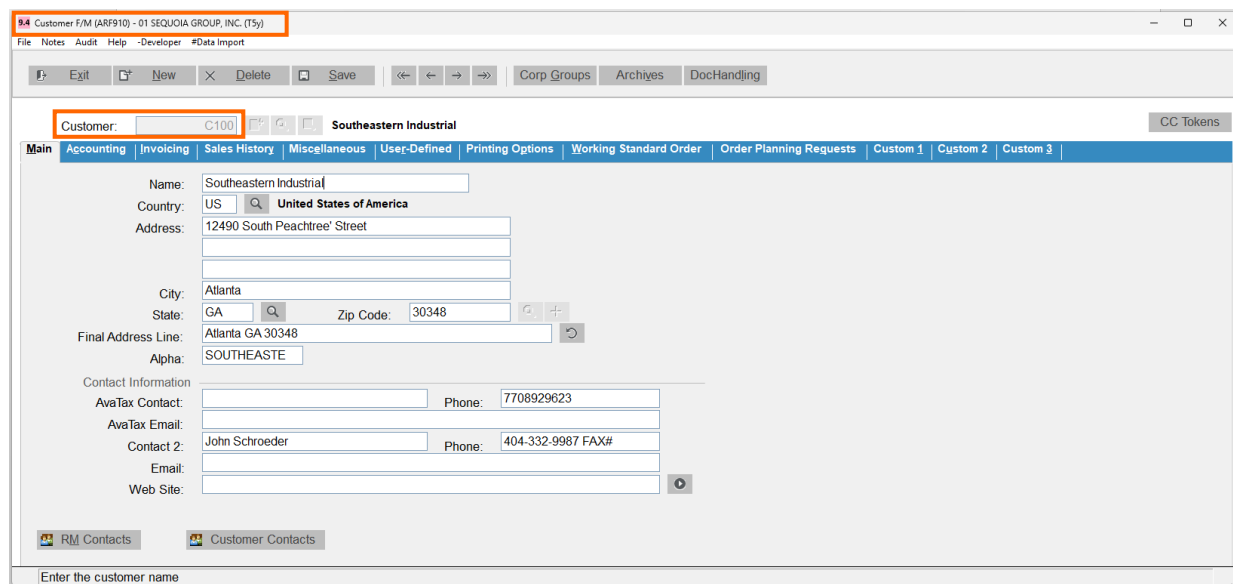 9.4 Customer F/M (ARF910) - 01 SEQUOIA GROUP, INC. (T5y)
File Notes Audit Help -Developer #Data Import
Exit New Delete Save Corp Groups Archives DocHandling
Customer: C100 Southeastern Industrial CC Tokens
Main Accounting Invoicing Sales History Miscellaneous User-Defined Printing Options Working Standard Order Order Planning Requests Custom 1 Custom 2 Custom 3
Name: Southeastern Industrial
Country: US United States of America
Address: 12490 South Peachtree' Street
City: Atlanta
State: GA Zip Code: 30348
Final Address Line: Atlanta GA 30348
Alpha: SOUTHEASTE
Contact Information
AvaTax Contact: Phone: 7708929623
AvaTax Email:
Contact 2: John Schroeder Phone: 404-332-9987 FAX#
Email:
Web Site:
RM Contacts Customer Contacts
Enter the customer name